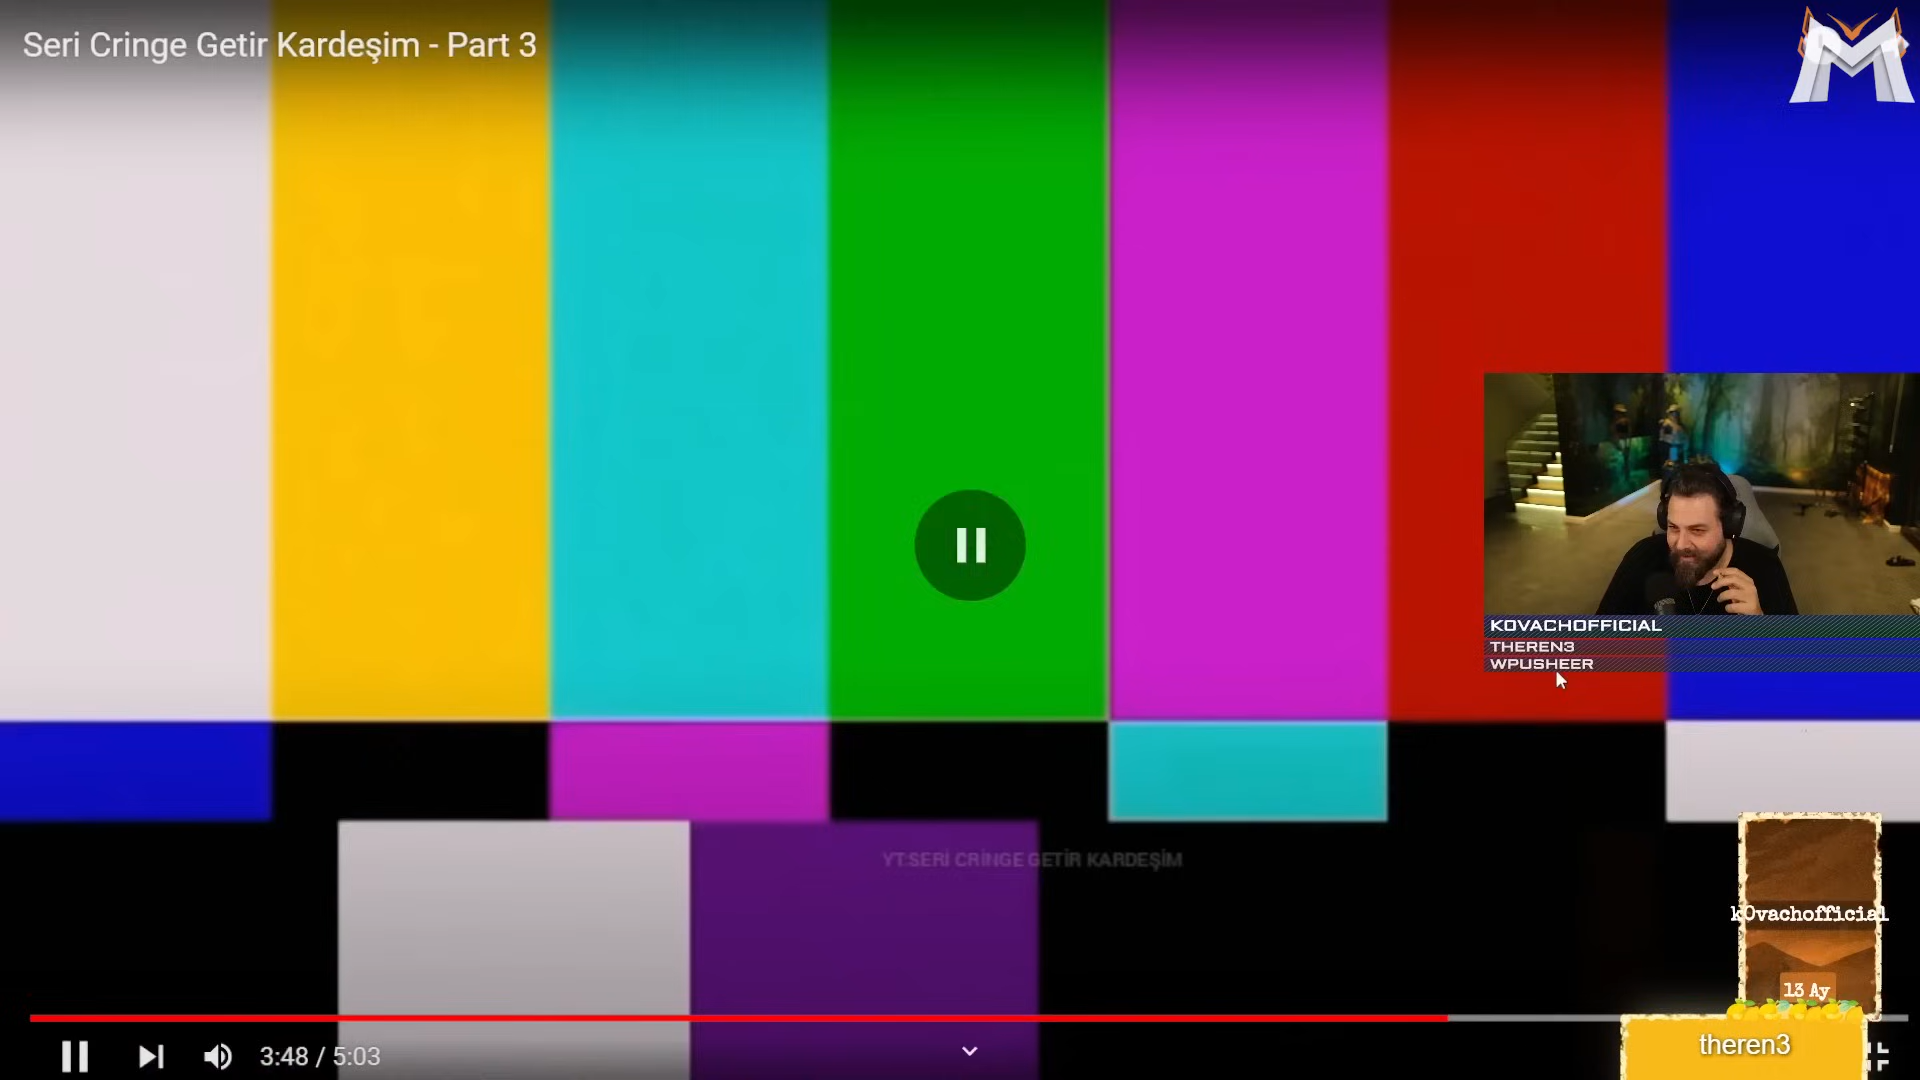 Seri Cringe Getir Kardeşim - Part 3
M
KOVACHOFFICIAL
THEREN3
WPUSHEER
YT:SERİ CRİNGE GETİR KARDEŞİM
k0vachofficial
13 Ay
theren3
3:48 / 5:03